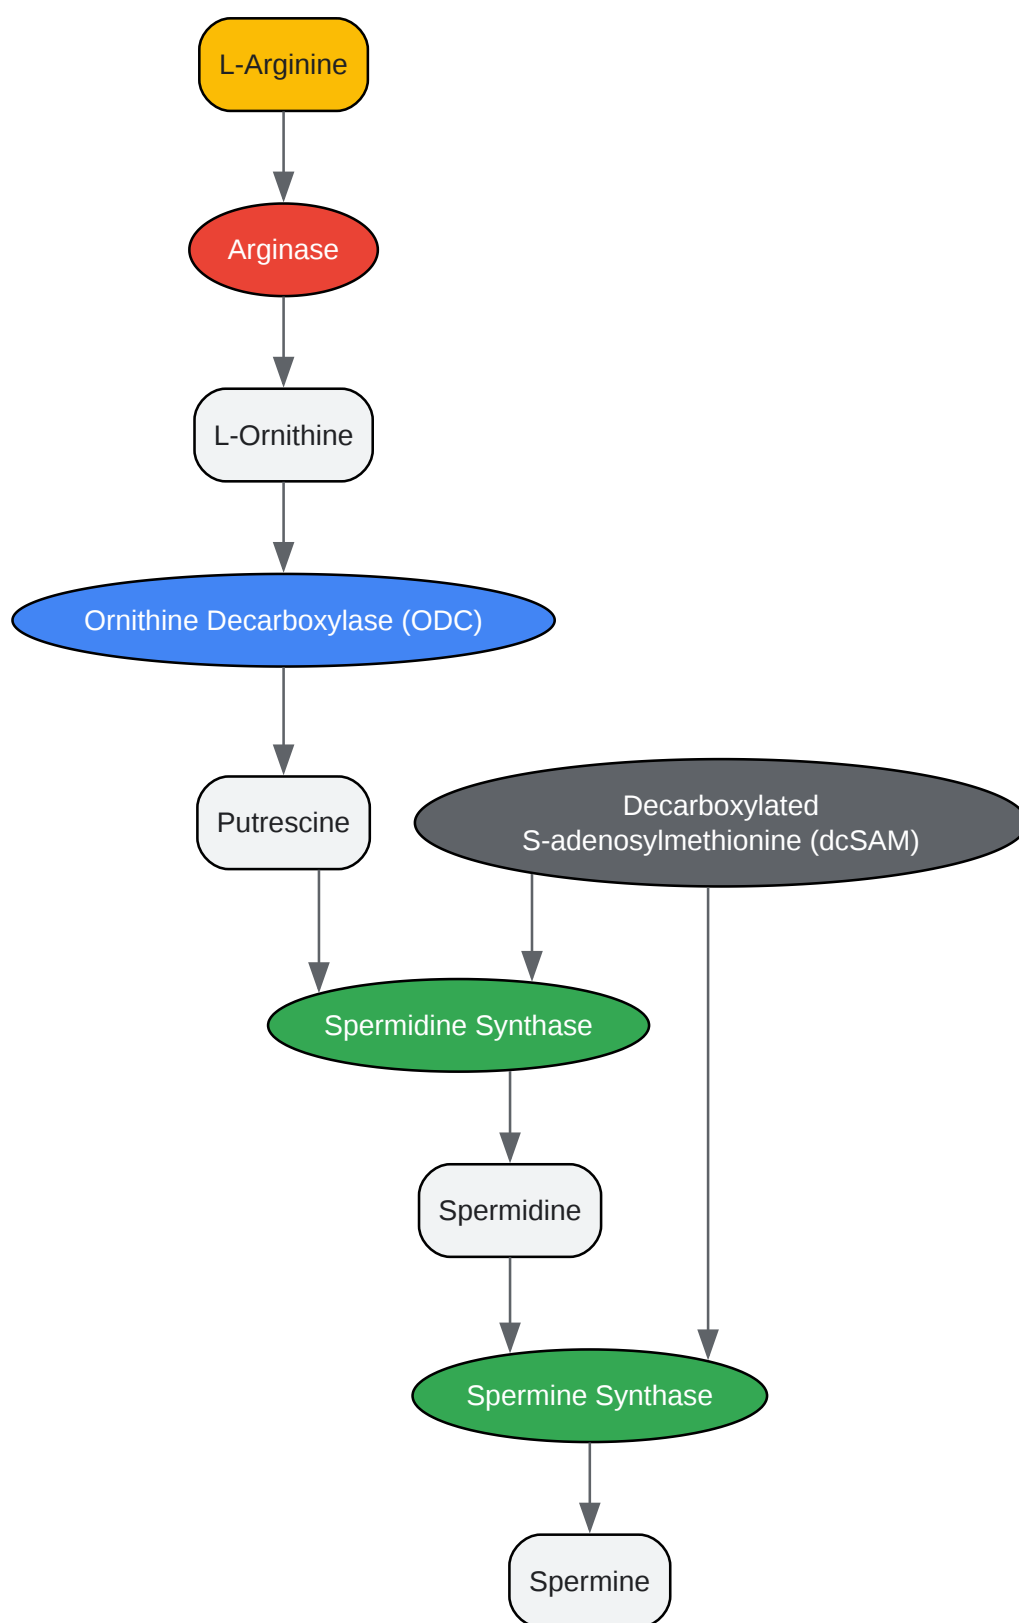 L-Arginine
Arginase
L-Ornithine
Ornithine Decarboxylase (ODC)
Putrescine
Decarboxylated
S-adenosylmethionine (dcSAM)
Spermidine Synthase
Spermidine
Spermine Synthase
Spermine